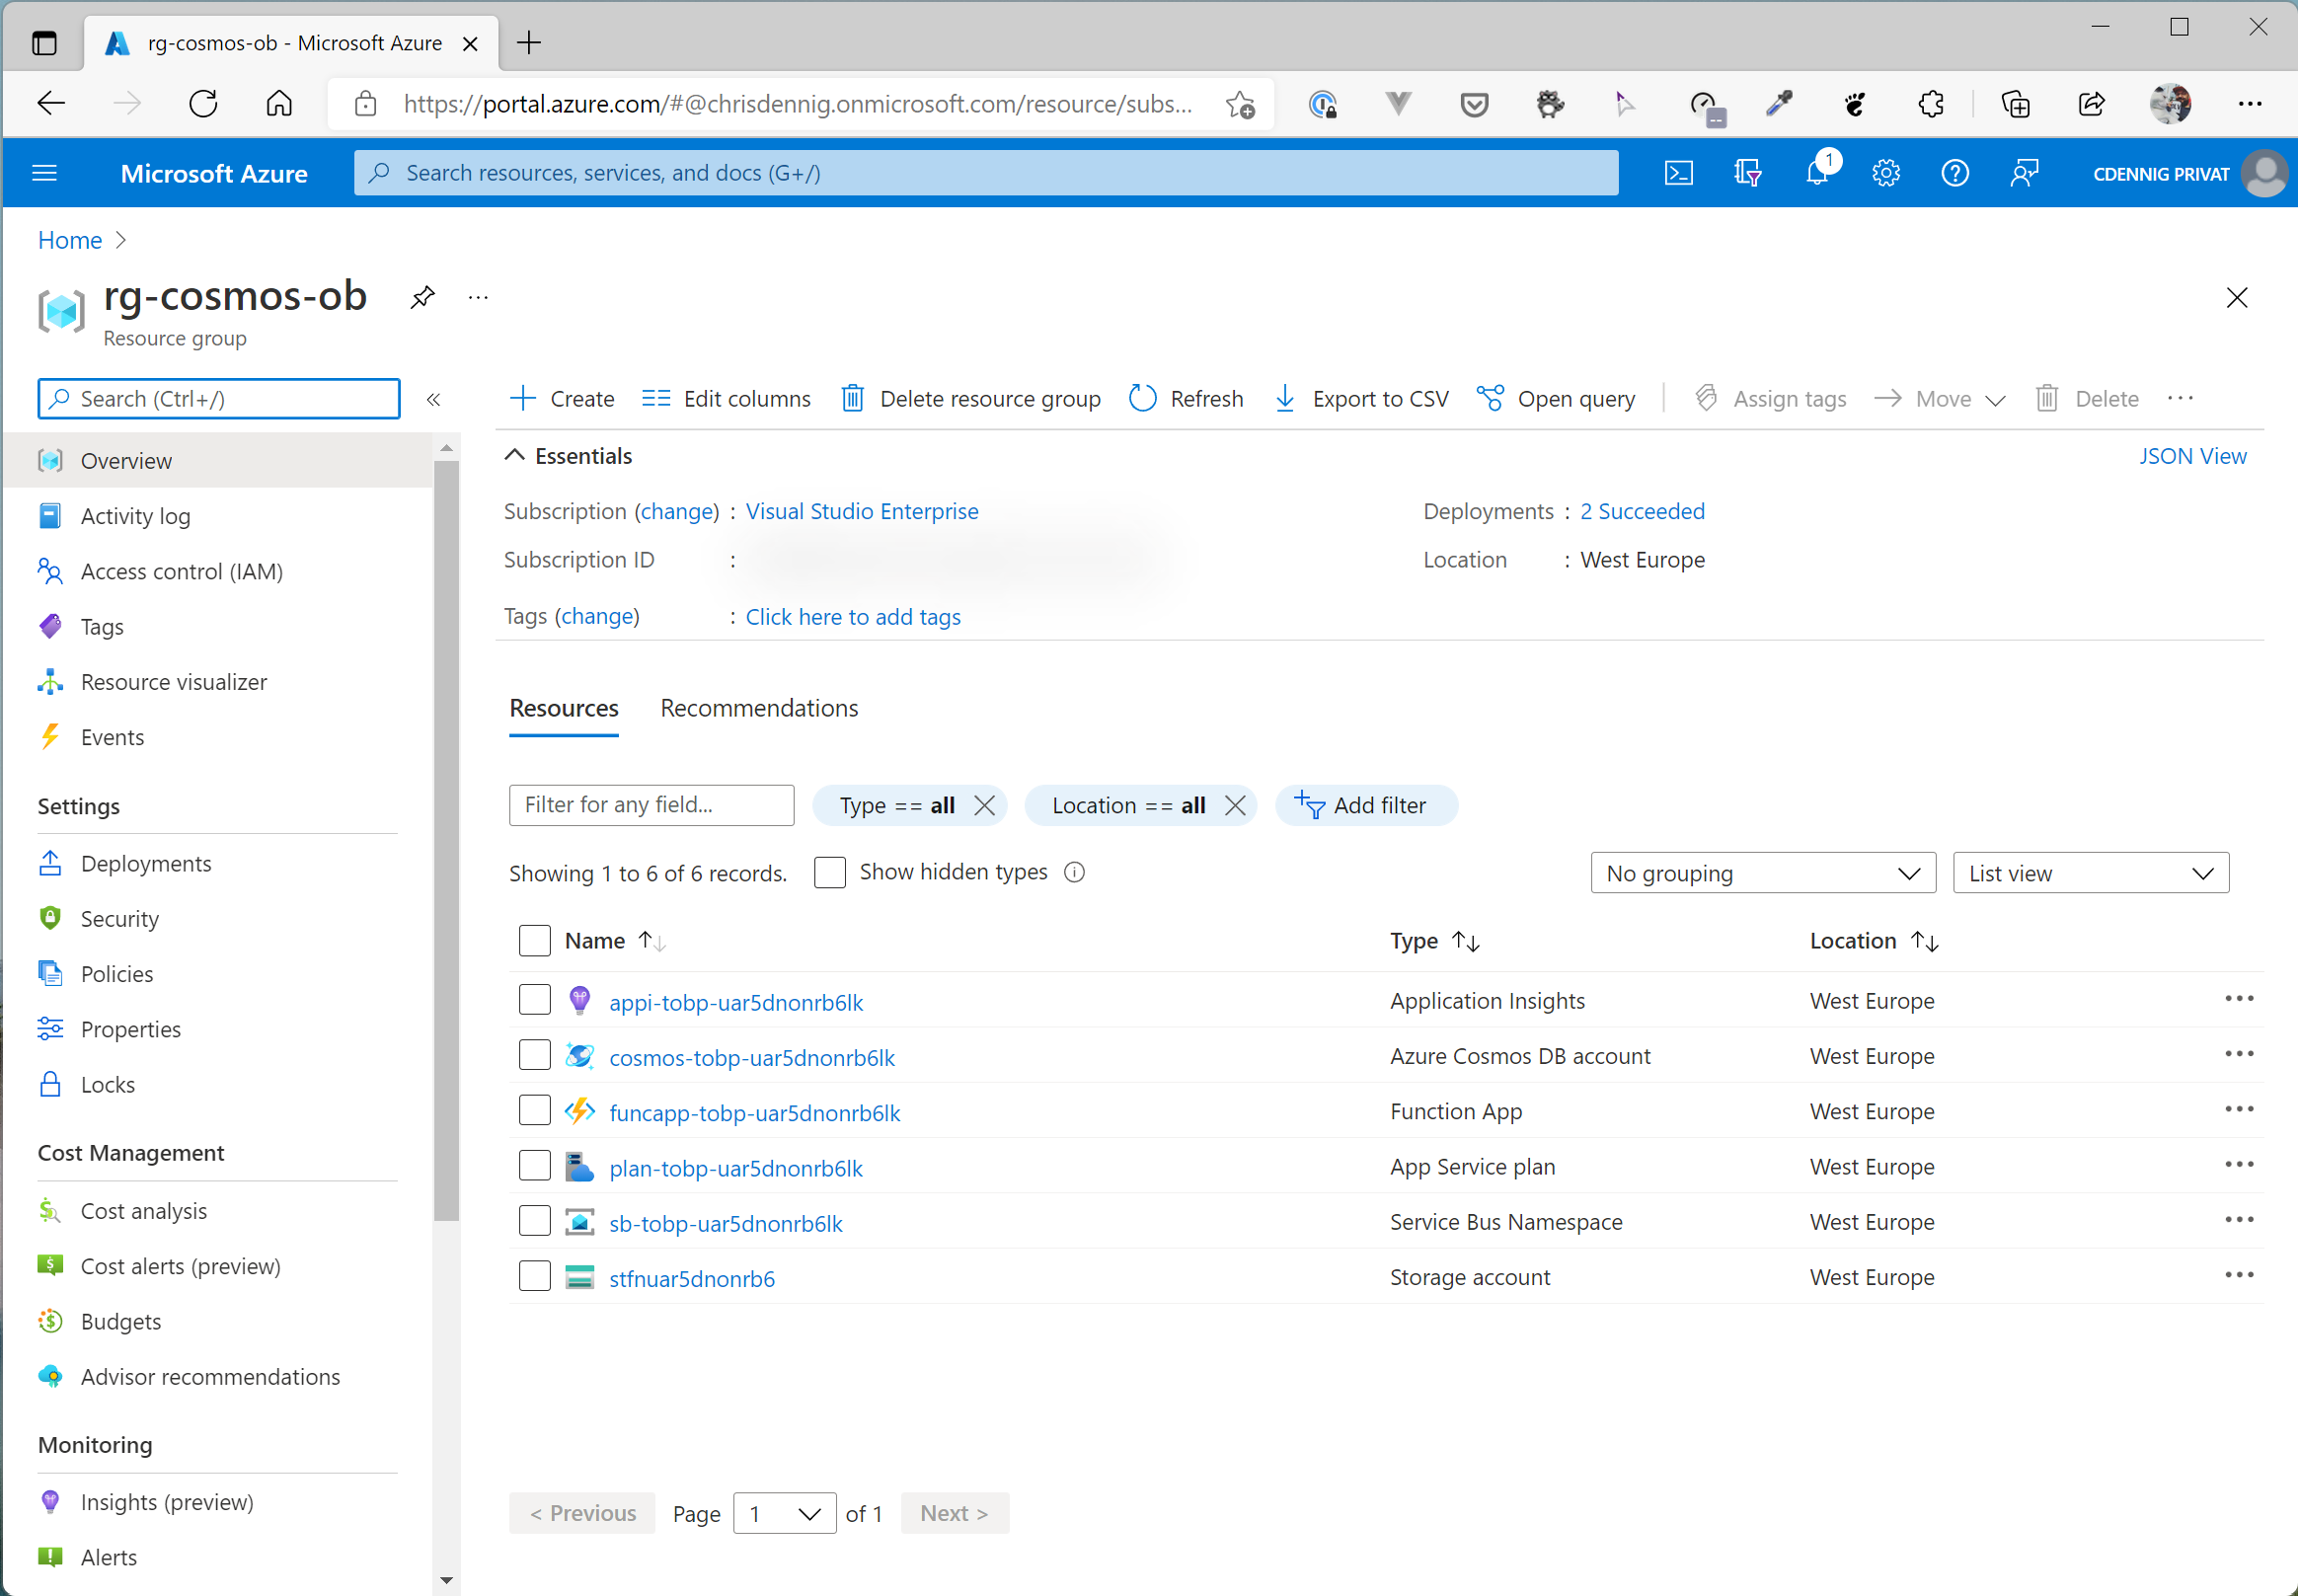 rg-cosmos-ob - Microsoft Azure
https://portal.azure.com/#@chrisdennig.onmicrosoft.com/resource/subs...
Microsoft Azure
Search resources, services, and docs (G+/)
1
CDENNIG PRIVAT
Home
rg-cosmos-ob
Resource group
Search (Ctrl+/)
Overview
Activity log
Access control (IAM)
Tags
Resource visualizer
Events
Settings
Deployments
Security
Policies
Properties
Locks
Cost Management
Cost analysis
Cost alerts (preview)
Budgets
Advisor recommendations
Monitoring
Insights (preview)
Alerts
Create Edit columns Delete resource group Refresh Export to CSV Open query Assign tags Move Delete
Essentials JSON View
Subscription (change) : Visual Studio Enterprise Deployments : 2 Succeeded
Subscription ID : Location : West Europe
Tags (change) : Click here to add tags
Resources Recommendations
Filter for any field... Type == all Location == all Add filter
Showing 1 to 6 of 6 records. Show hidden types No grouping List view
Name Type Location
appi-tobp-uar5dnonrb6lk Application Insights West Europe
cosmos-tobp-uar5dnonrb6lk Azure Cosmos DB account West Europe
funcapp-tobp-uar5dnonrb6lk Function App West Europe
plan-tobp-uar5dnonrb6lk App Service plan West Europe
sb-tobp-uar5dnonrb6lk Service Bus Namespace West Europe
stfnuar5dnonrb6 Storage account West Europe
< Previous Page 1 of 1 Next >